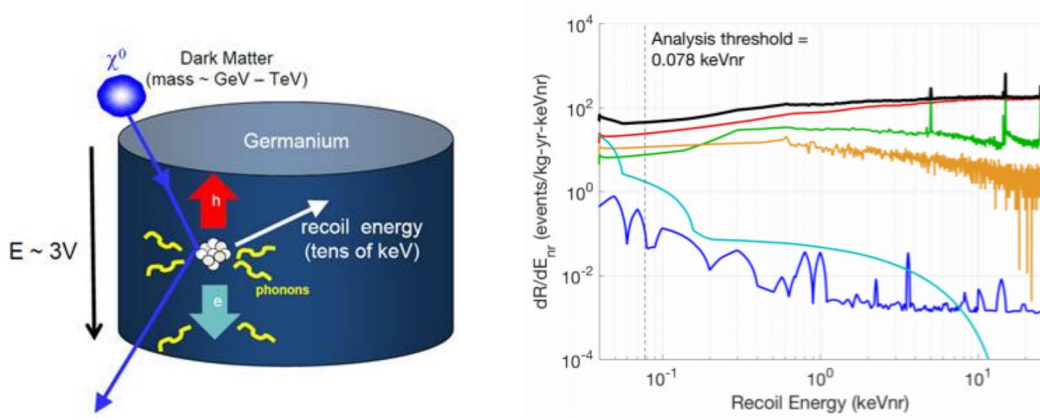 χ⁰
Dark Matter
(mass ~ GeV – TeV)
Germanium
h
E ~ 3V
recoil energy
(tens of keV)
phonons
e
Analysis threshold =
0.078 keVnr
10⁴
10²
10⁰
10⁻²
10⁻⁴
dR/dEₙᵣ (events/kg-yr-keVnr)
10⁻¹
10⁰
10¹
Recoil Energy (keVnr)